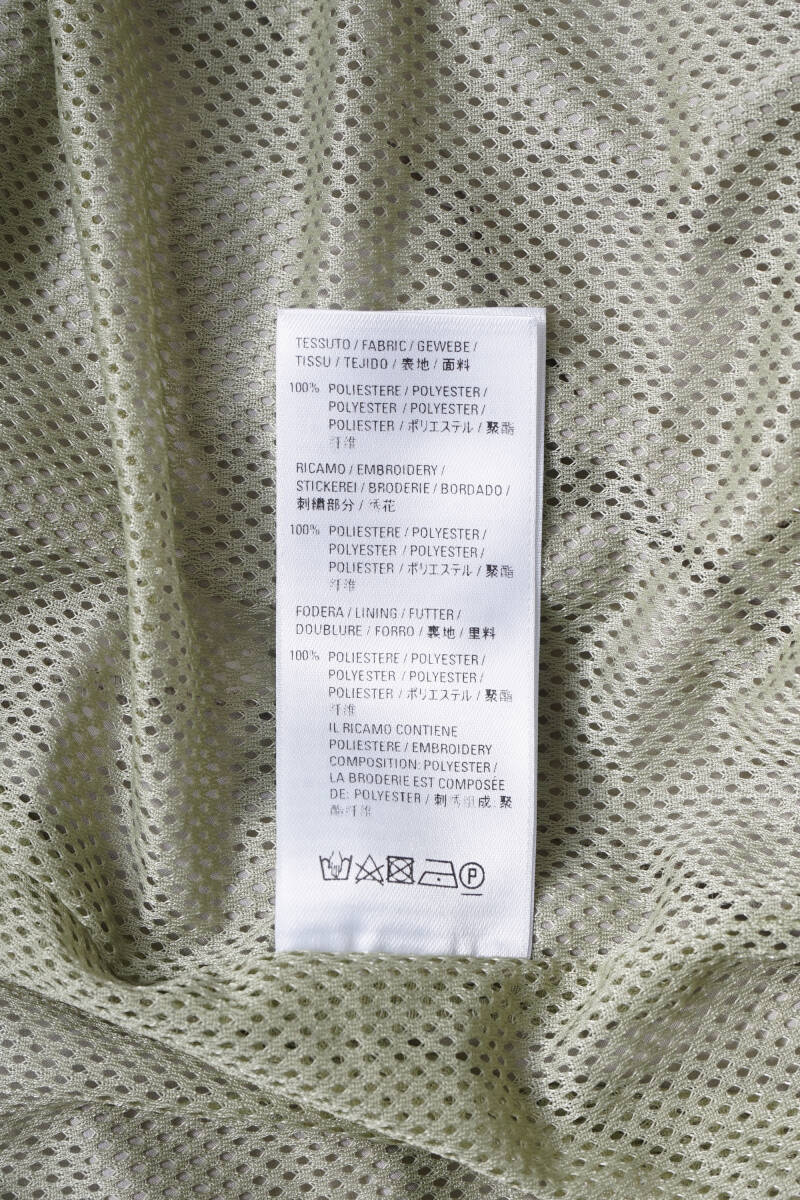 TESSUTO / FABRIC / GEWEBE /
TISSU / TEJIDO / 表地 / 面料
100% POLIESTERE / POLYESTER /
POLYESTER / POLYESTER /
POLIESTER / ポリエステル / 聚酯
纤维
RICAMO / EMBROIDERY /
STICKEREI / BRODERIE / BORDADO /
刺繍部分 / 绣花
100% POLIESTERE / POLYESTER /
POLYESTER / POLYESTER /
POLIESTER / ポリエステル / 聚酯
纤维
FODERA / LINING / FUTTER /
DOUBLURE / FORRO / 裏地 / 里料
100% POLIESTERE / POLYESTER /
POLYESTER / POLYESTER /
POLIESTER / ポリエステル / 聚酯
纤维
IL RICAMO CONTIENE
POLIESTERE / EMBROIDERY
COMPOSITION: POLYESTER /
LA BRODERIE EST COMPOSÉE
DE: POLYESTER / 刺绣组成: 聚
酯纤维
P